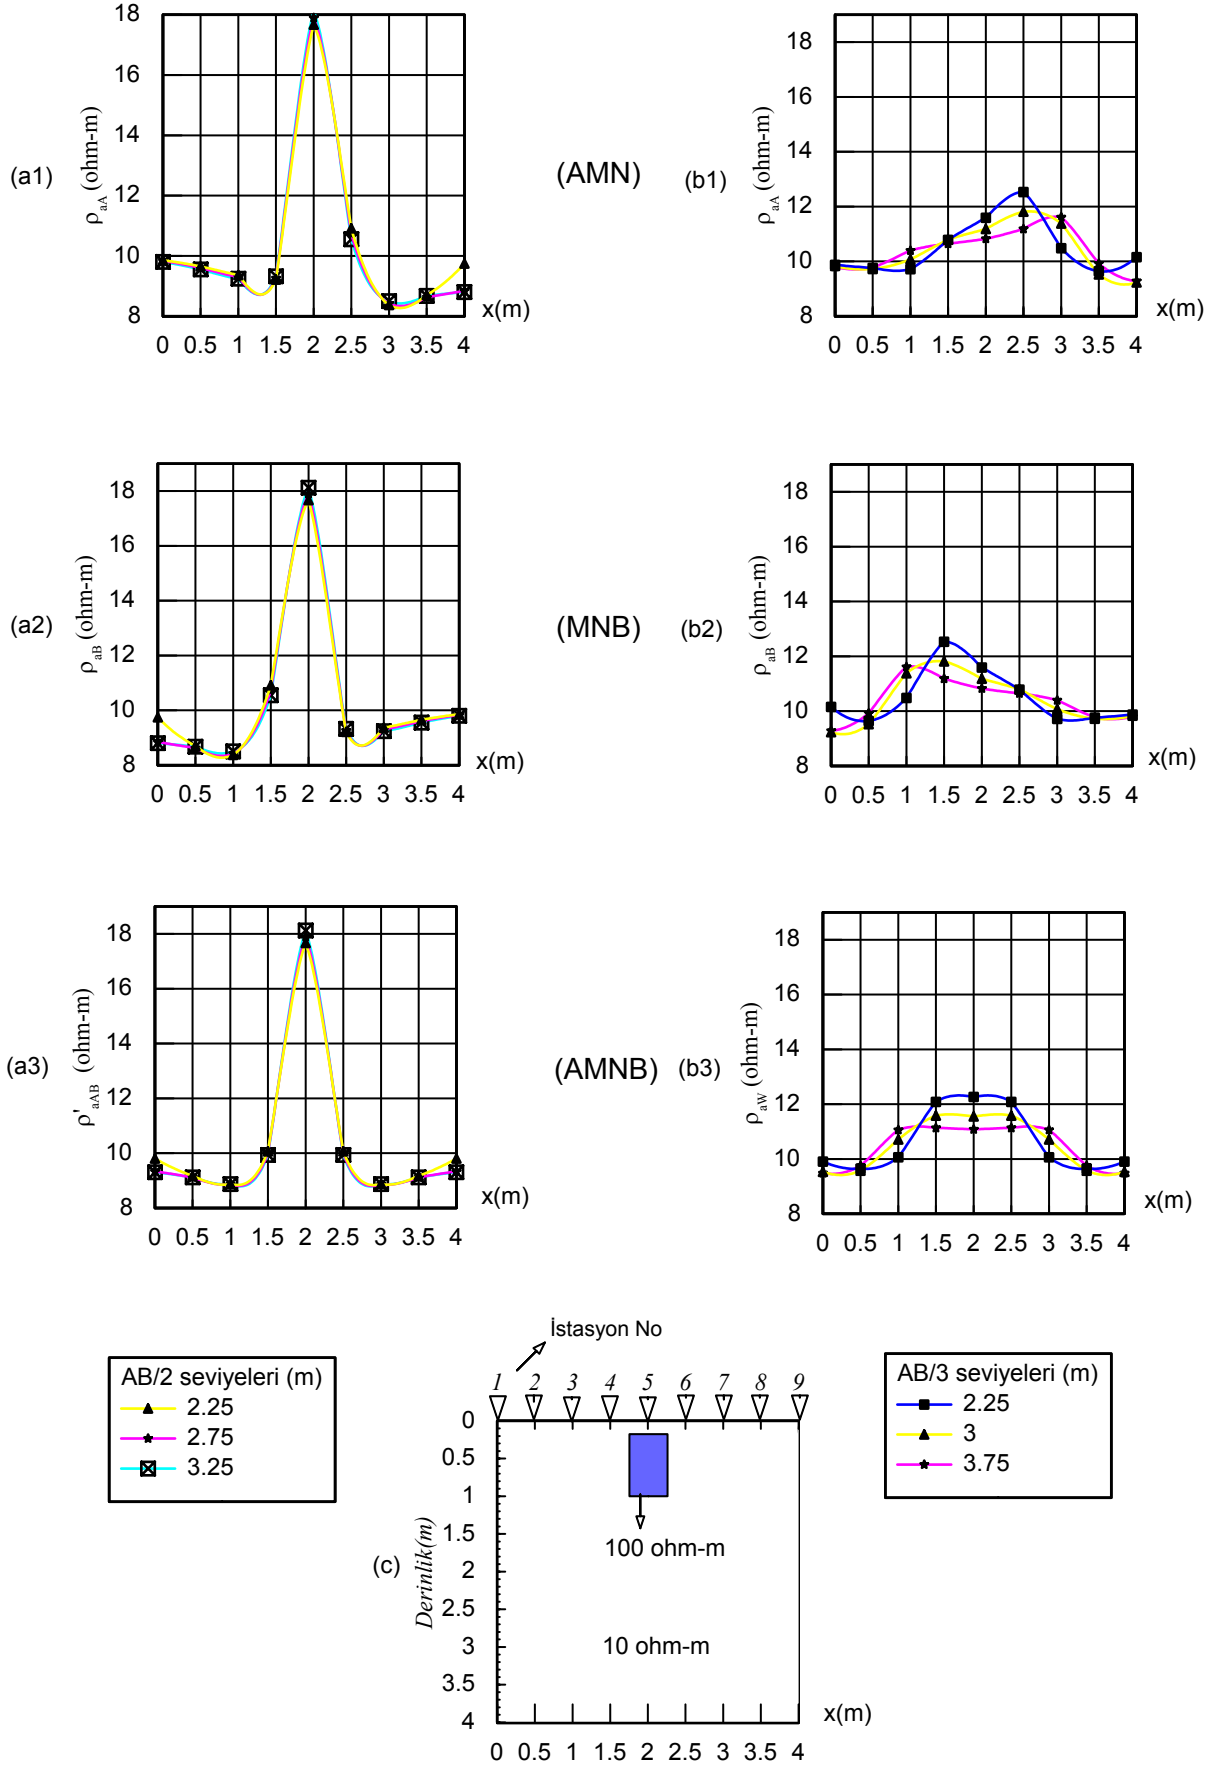 (a1)
ρaA (ohm-m)
18
16
14
12
10
8
0 0.5 1 1.5 2 2.5 3 3.5 4
x(m)
(AMN)
(b1)
ρaA (ohm-m)
18
16
14
12
10
8
0 0.5 1 1.5 2 2.5 3 3.5 4
x(m)
(a2)
ρaB (ohm-m)
18
16
14
12
10
8
0 0.5 1 1.5 2 2.5 3 3.5 4
x(m)
(MNB)
(b2)
ρaB (ohm-m)
18
16
14
12
10
8
0 0.5 1 1.5 2 2.5 3 3.5 4
x(m)
(a3)
ρ'aAB (ohm-m)
18
16
14
12
10
8
0 0.5 1 1.5 2 2.5 3 3.5 4
x(m)
(AMNB)
(b3)
ρaW (ohm-m)
18
16
14
12
10
8
0 0.5 1 1.5 2 2.5 3 3.5 4
x(m)
AB/2 seviyeleri (m)
2.25
2.75
3.25
İstasyon No
1 2 3 4 5 6 7 8 9
(c)
Derinlik(m)
0
0.5
1
1.5
2
2.5
3
3.5
4
100 ohm-m
10 ohm-m
0 0.5 1 1.5 2 2.5 3 3.5 4
x(m)
AB/3 seviyeleri (m)
2.25
3
3.75